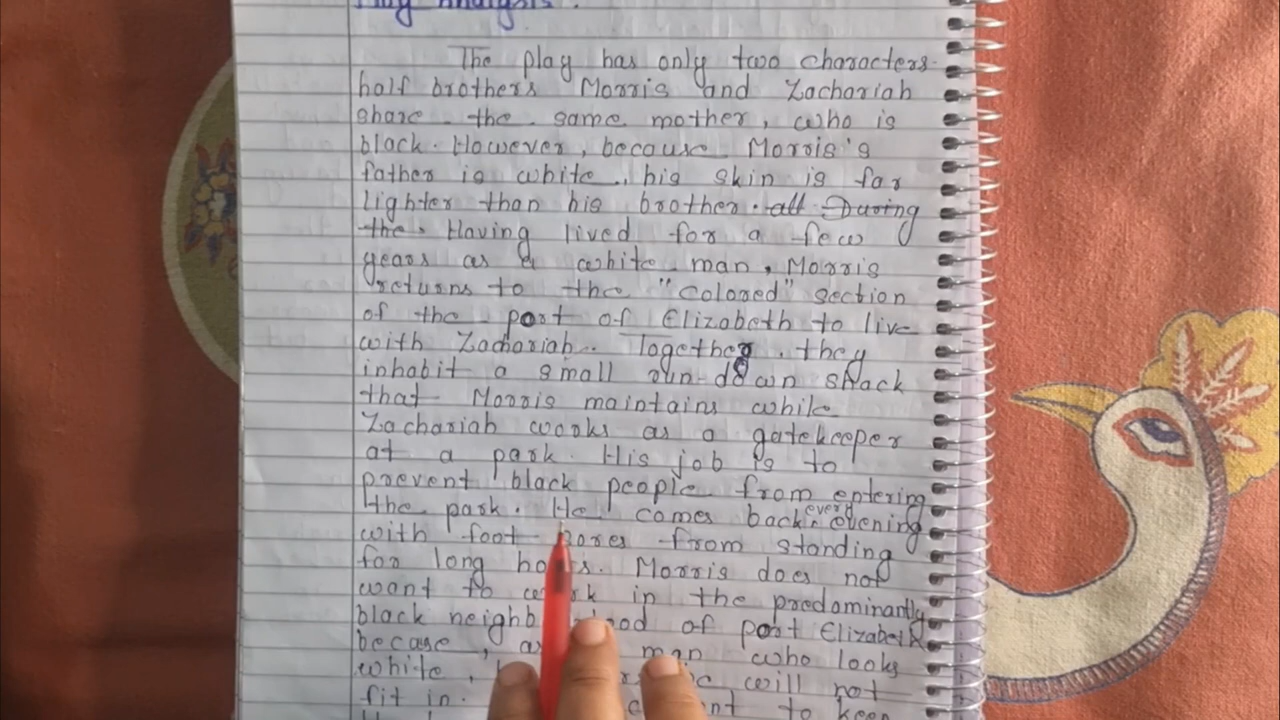 Play Analysis.
The play has only two characters.
half brothers Morris and Zachariah
share the same mother, who is
black. However, because Morris's
father is white, his skin is far
lighter than his brother. all During
the. Having lived for a few
years as a white man, Morris
returns to the "Colored" section
of the port of Elizabeth to live
with Zachariah. Together, they
inhabit a small run-down shack
that Morris maintains while
Zachariah works as a gatekeeper
at a park. His job is to
prevent black people from entering
the park. He comes back every evening
with foot sores from standing
for long hours. Morris does not
want to work in the predominantly
black of port Elizabeth
becase, man who looks
white, will not
fit in. to keep